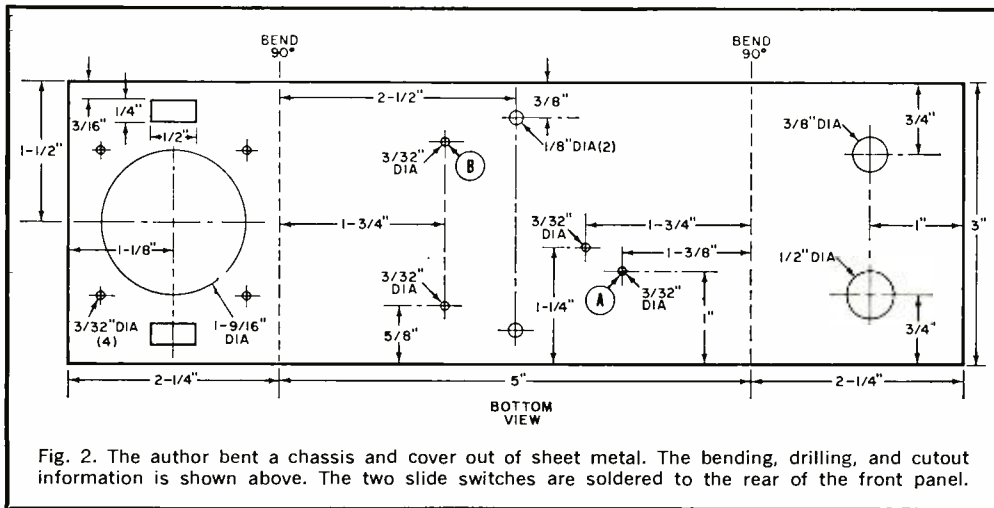 BEND
90°
BEND
90°
2-1/2"
3/8"
1/4"
3/16"
1/2"
1/8" DIA(2)
3/8" DIA
3/4"
3/32"
DIA
B
1-1/2"
1-3/4"
3/32"
DIA
1-3/4"
1"
3"
1-1/8"
1-3/8"
1/2" DIA
3/32"
DIA
A
3/32"
DIA
1-1/4"
1"
3/32" DIA
(4)
1-9/16"
DIA
5/8"
3/4"
2-1/4"
5"
2-1/4"
BOTTOM
VIEW
Fig. 2. The author bent a chassis and cover out of sheet metal. The bending, drilling, and cutout
information is shown above. The two slide switches are soldered to the rear of the front panel.